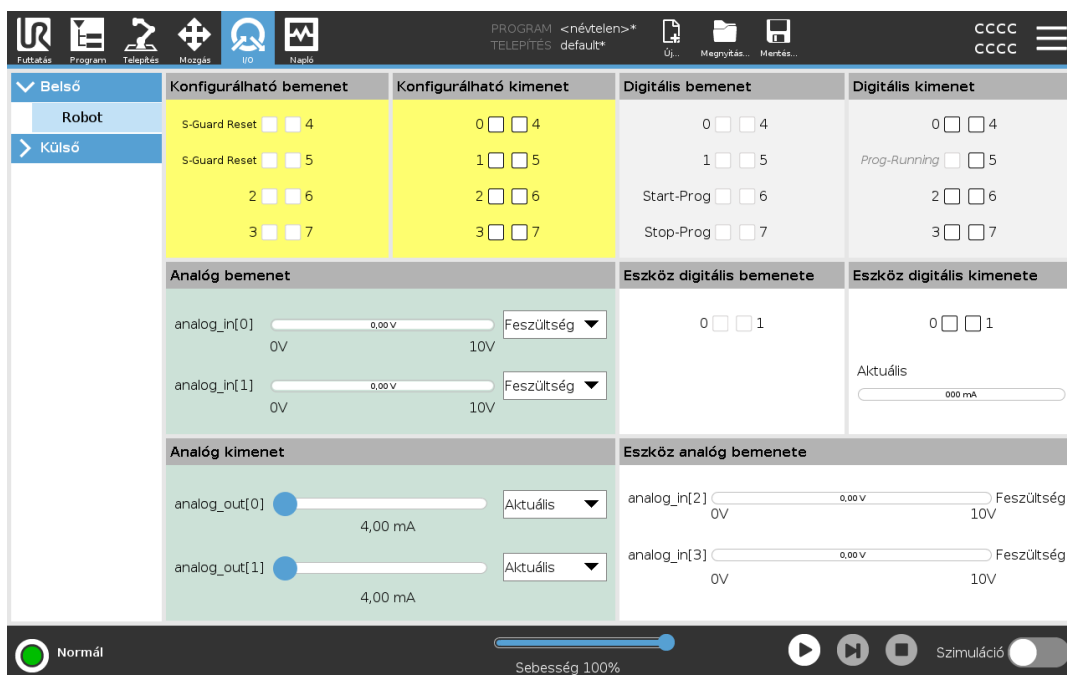 PROGRAM <névtelen>*
TELEPÍTÉS default*
cccc
cccc
Futtatás Program Telepítés Mozgás I/O Napló Új... Megnyitás... Mentés...
Belső
Robot
Külső
Konfigurálható bemenet
S-Guard Reset 4
S-Guard Reset 5
2 6
3 7
Konfigurálható kimenet
0 4
1 5
2 6
3 7
Digitális bemenet
0 4
1 5
Start-Prog 6
Stop-Prog 7
Digitális kimenet
0 4
Prog-Running 5
2 6
3 7
Analóg bemenet
analog_in[0] 0,00 V Feszültség
0V 10V
analog_in[1] 0,00 V Feszültség
0V 10V
Eszköz digitális bemenete
0 1
Eszköz digitális kimenete
0 1
Aktuális
000 mA
Analóg kimenet
analog_out[0] Aktuális
4,00 mA
analog_out[1] Aktuális
4,00 mA
Eszköz analóg bemenete
analog_in[2] 0,00 V Feszültség
0V 10V
analog_in[3] 0,00 V Feszültség
0V 10V
Normál
Sebesség 100%
Szimuláció